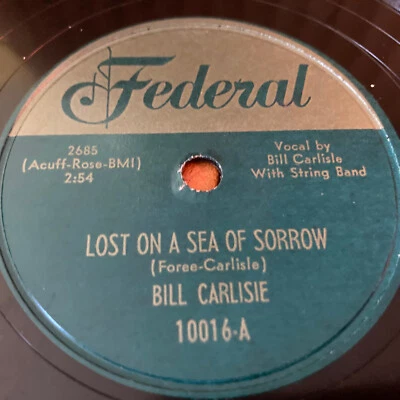 Federal
2685
(Acuff-Rose-BMI)
2:54
Vocal by
Bill Carlisle
With String Band
LOST ON A SEA OF SORROW
(Foree-Carlisle)
BILL CARLISIE
10016-A